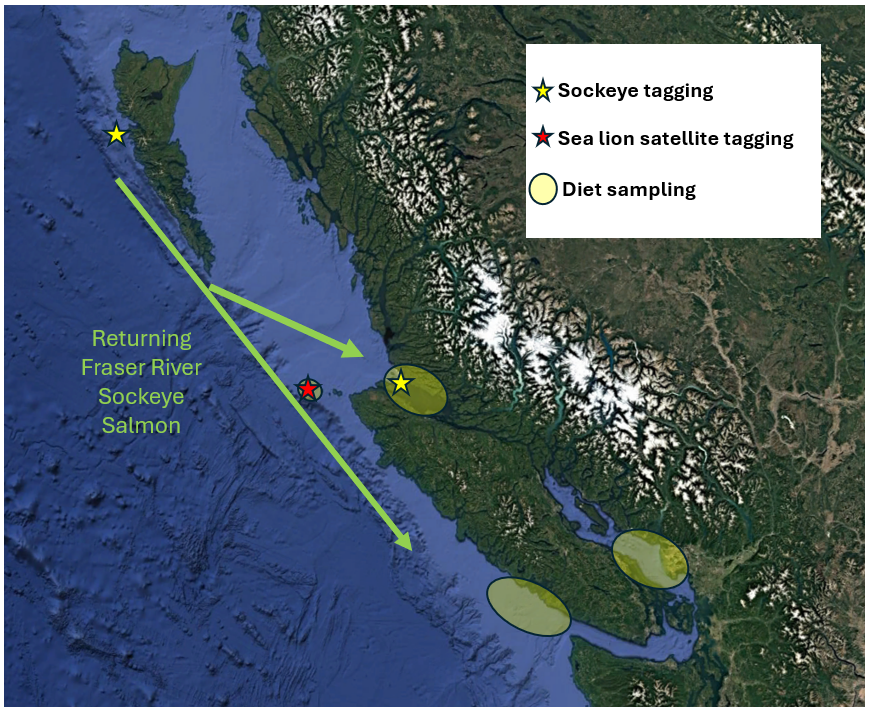 Sockeye tagging
Sea lion satellite tagging
Diet sampling
Returning
Fraser River
Sockeye
Salmon